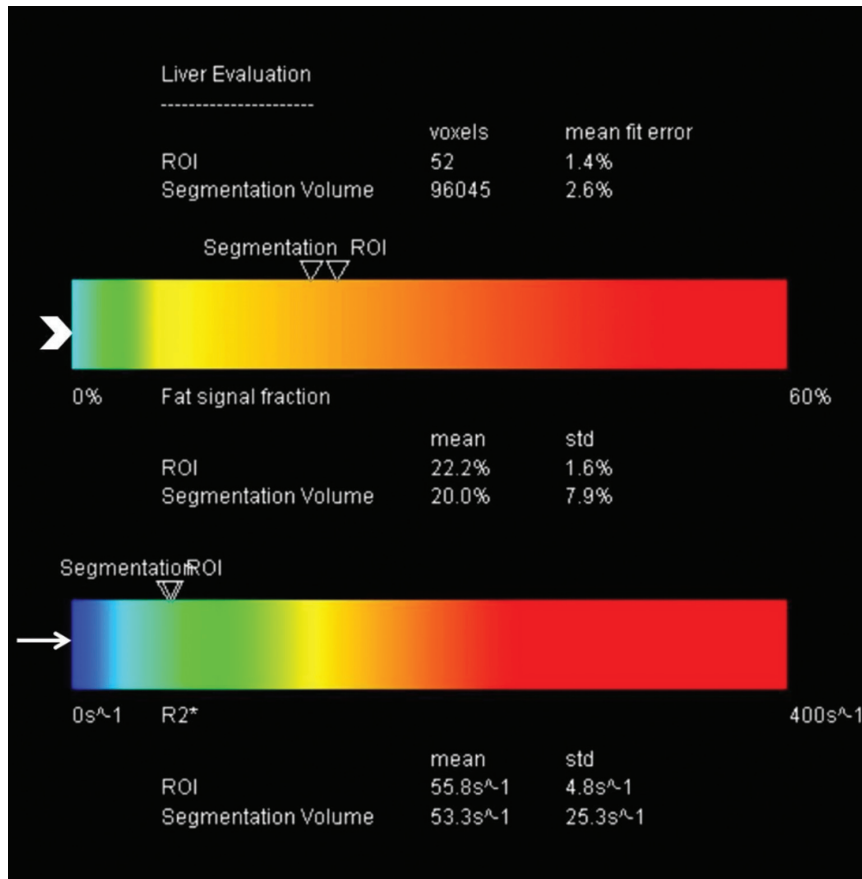 Liver Evaluation
----------------------
voxels mean fit error
ROI 52 1.4%
Segmentation Volume 96045 2.6%
Segmentation ROI
0% Fat signal fraction 60%
mean std
ROI 22.2% 1.6%
Segmentation Volume 20.0% 7.9%
Segmentation ROI
0s^-1 R2* 400s^-1
mean std
ROI 55.8s^-1 4.8s^-1
Segmentation Volume 53.3s^-1 25.3s^-1